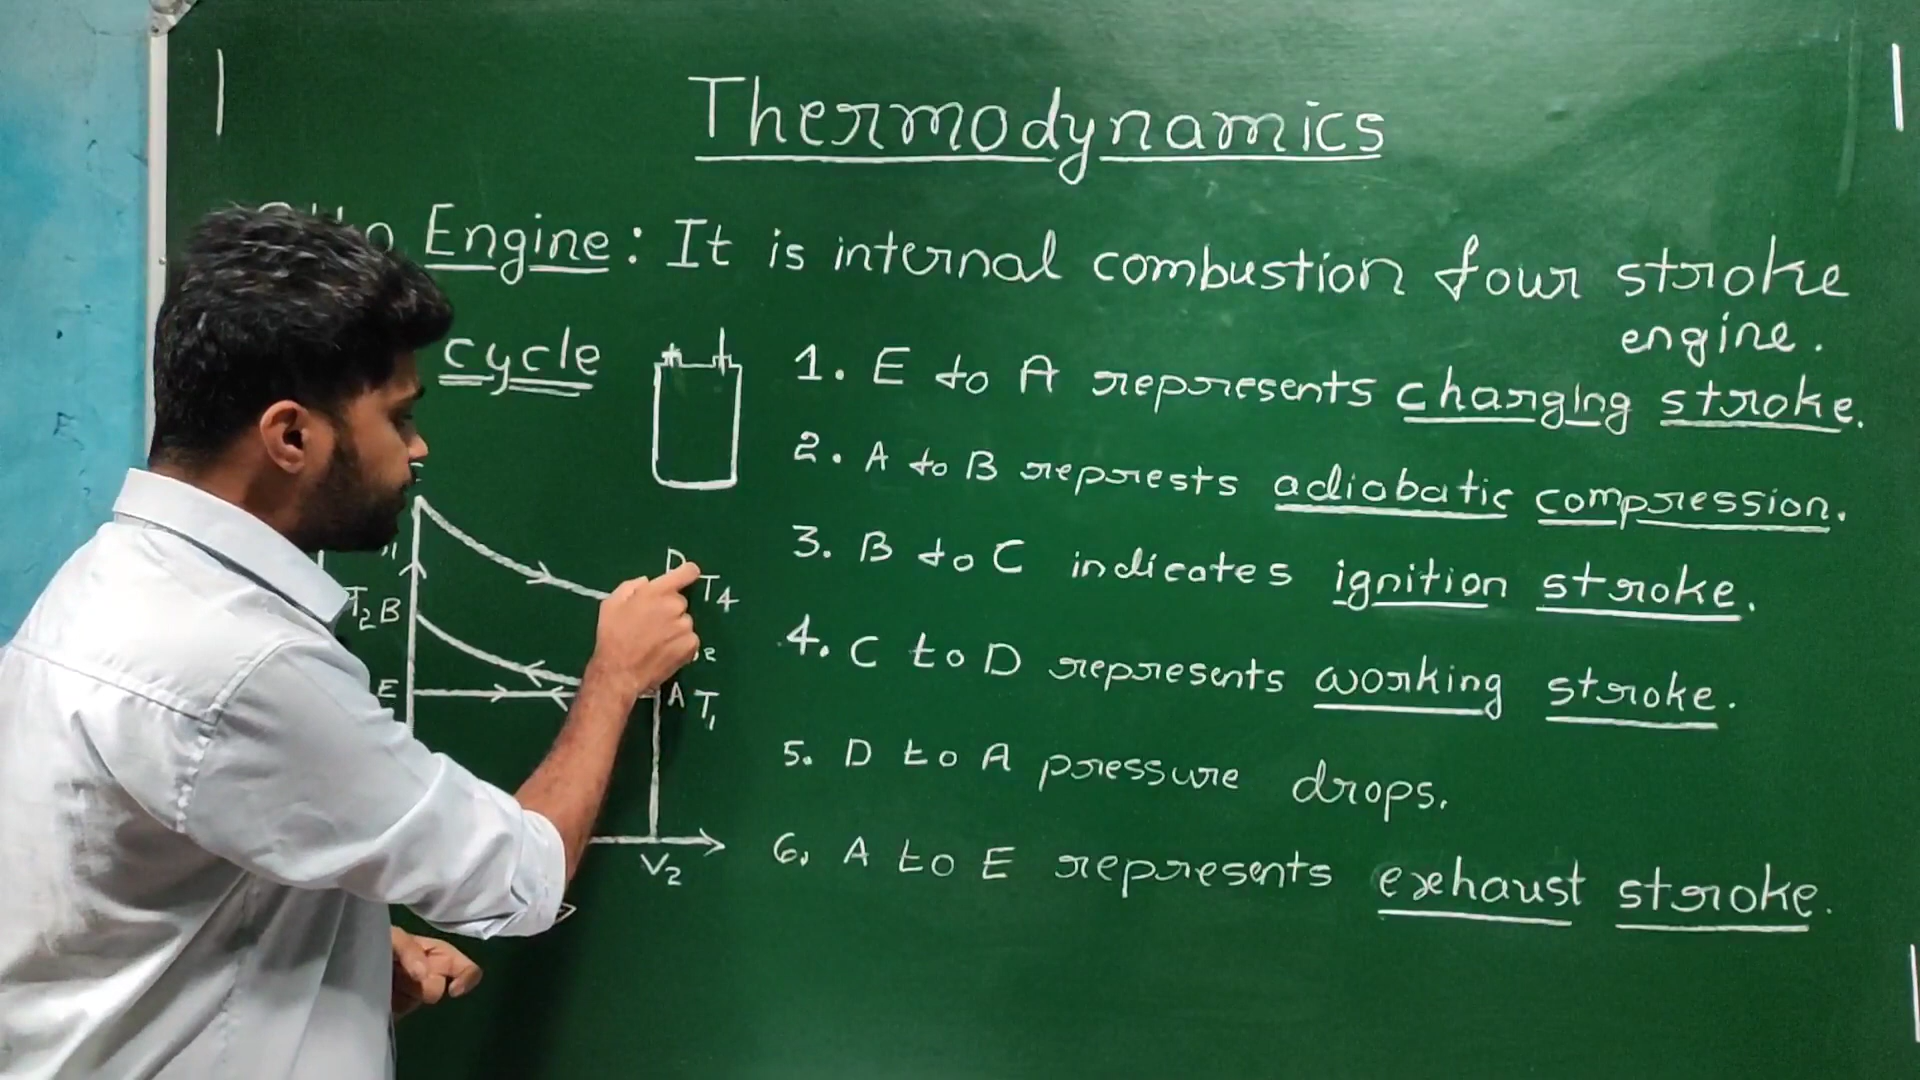 Thermodynamics
Engine: It is internal combustion four stroke
engine.
cycle
1. E to A represents charging stroke.
2. A to B represts adiabatic compression.
3. B to C indicates ignition stroke.
4. C to D represents working stroke.
5. D to A pressure drops.
6. A to E represents exhaust stroke.
D T4
T2 B
E
A T1
V2